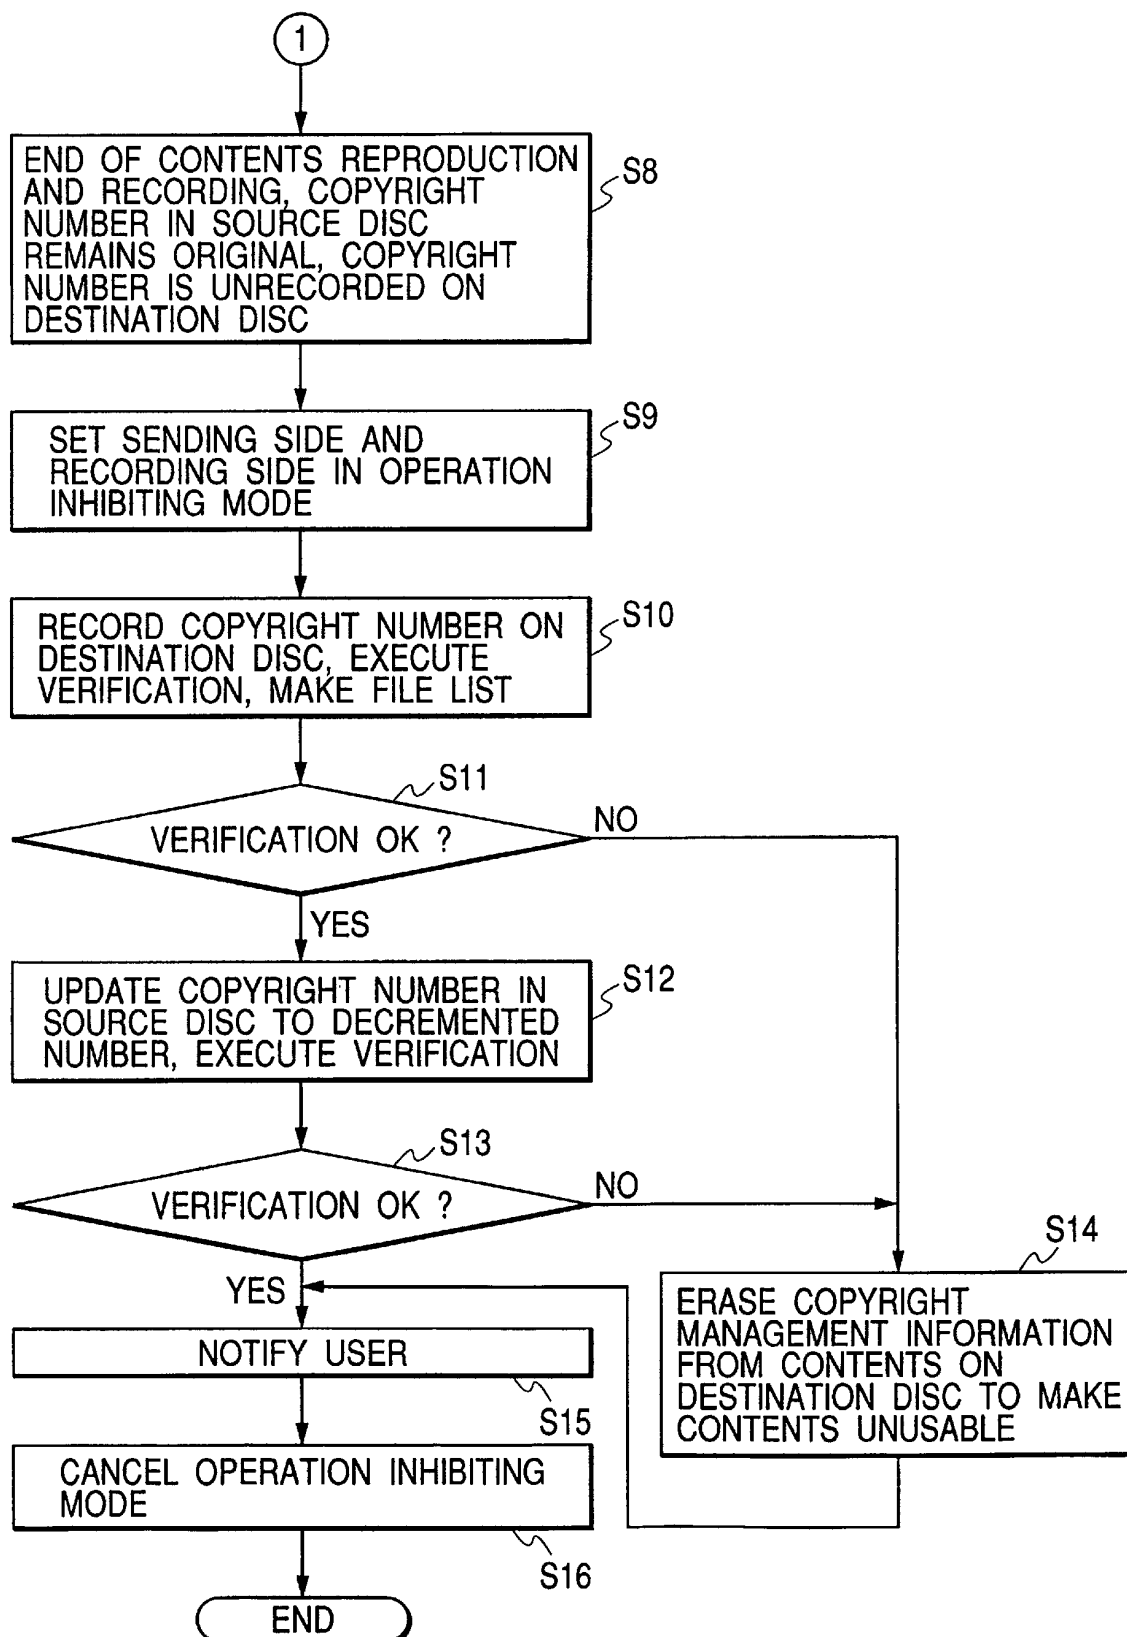 1
END OF CONTENTS REPRODUCTION
AND RECORDING, COPYRIGHT
NUMBER IN SOURCE DISC
REMAINS ORIGINAL, COPYRIGHT
NUMBER IS UNRECORDED ON
DESTINATION DISC
S8
SET SENDING SIDE AND
RECORDING SIDE IN OPERATION
INHIBITING MODE
S9
RECORD COPYRIGHT NUMBER ON
DESTINATION DISC, EXECUTE
VERIFICATION, MAKE FILE LIST
S10
S11
VERIFICATION OK ?
NO
YES
UPDATE COPYRIGHT NUMBER IN
SOURCE DISC TO DECREMENTED
NUMBER, EXECUTE VERIFICATION
S12
S13
VERIFICATION OK ?
NO
YES
S14
ERASE COPYRIGHT
MANAGEMENT INFORMATION
FROM CONTENTS ON
DESTINATION DISC TO MAKE
CONTENTS UNUSABLE
NOTIFY USER
S15
CANCEL OPERATION INHIBITING
MODE
S16
END